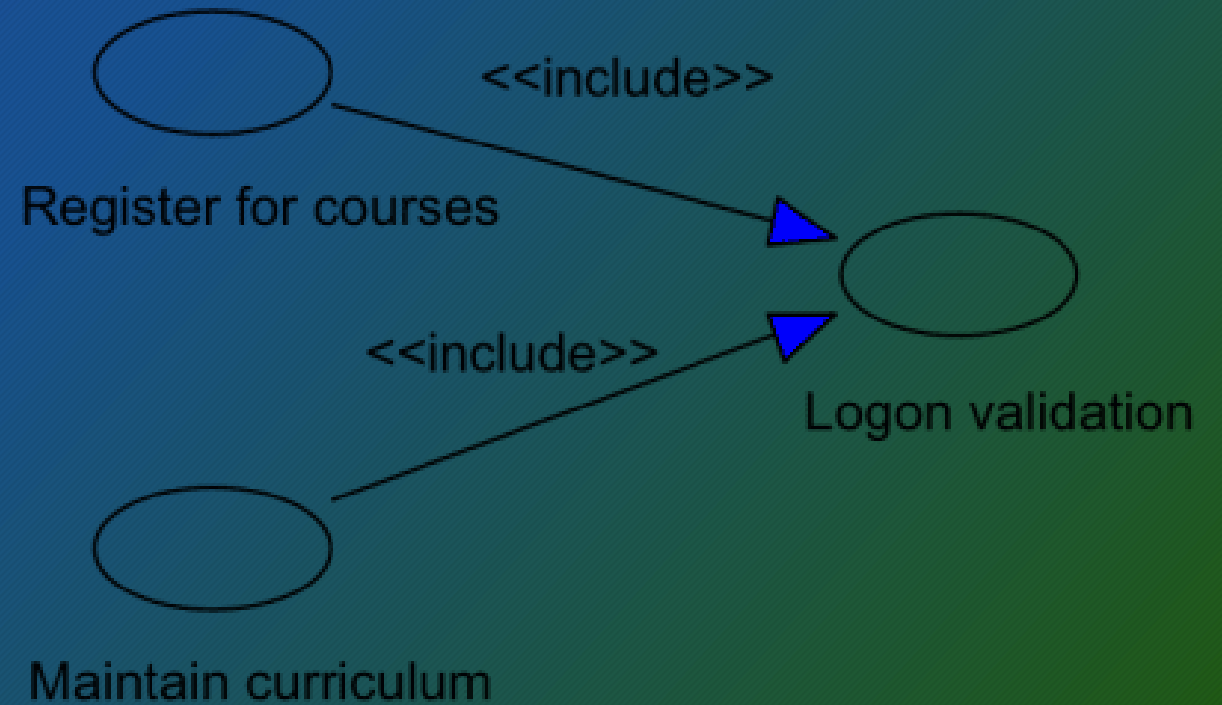 <<include>>
Register for courses
<<include>>
Logon validation
Maintain curriculum